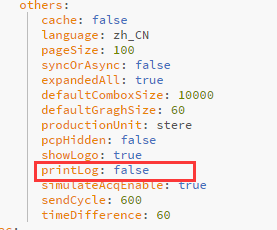 others:
cache: false
language: zh_CN
pageSize: 100
syncOrAsync: false
expandedAll: true
defaultComboxSize: 10000
defaultGraghSize: 60
productionUnit: stere
pcpHidden: false
showLogo: true
printLog: false
simulateAcqEnable: true
sendCycle: 600
timeDifference: 60